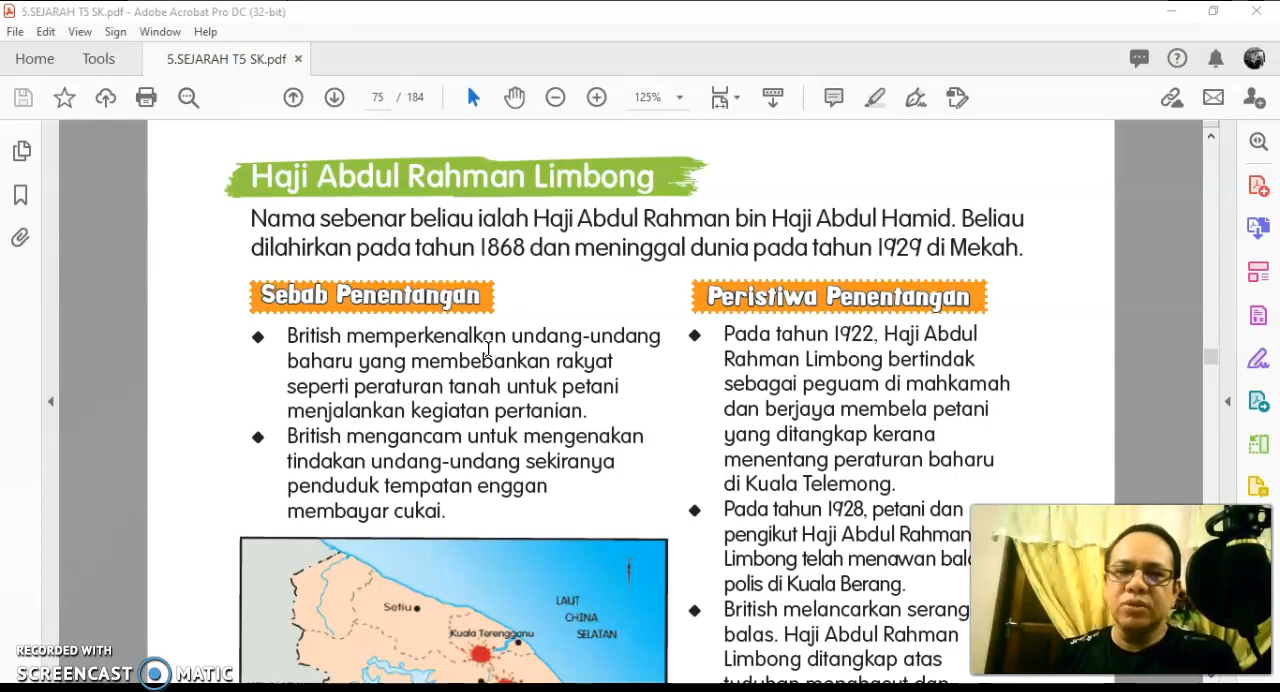 5.SEJARAH T5 SK.pdf - Adobe Acrobat Pro DC (32-bit)
File Edit View Sign Window Help
Home Tools 5.SEJARAH T5 SK.pdf ×
75 / 184 125%
Haji Abdul Rahman Limbong
Nama sebenar beliau ialah Haji Abdul Rahman bin Haji Abdul Hamid. Beliau
dilahirkan pada tahun 1868 dan meninggal dunia pada tahun 1929 di Mekah.
Sebab Penentangan
◆ British memperkenalkan undang-undang
baharu yang membebankan rakyat
seperti peraturan tanah untuk petani
menjalankan kegiatan pertanian.
◆ British mengancam untuk mengenakan
tindakan undang-undang sekiranya
penduduk tempatan enggan
membayar cukai.
Setiu
Kuala Terengganu
LAUT
CHINA
SELATAN
Peristiwa Penentangan
◆ Pada tahun 1922, Haji Abdul
Rahman Limbong bertindak
sebagai peguam di mahkamah
dan berjaya membela petani
yang ditangkap kerana
menentang peraturan baharu
di Kuala Telemong.
◆ Pada tahun 1928, petani dan
pengikut Haji Abdul Rahman
Limbong telah menawan
polis di Kuala Berang.
◆ British melancarkan
balas. Haji Abdul Rahman
Limbong ditangkap atas
RECORDED WITH
SCREENCAST MATIC